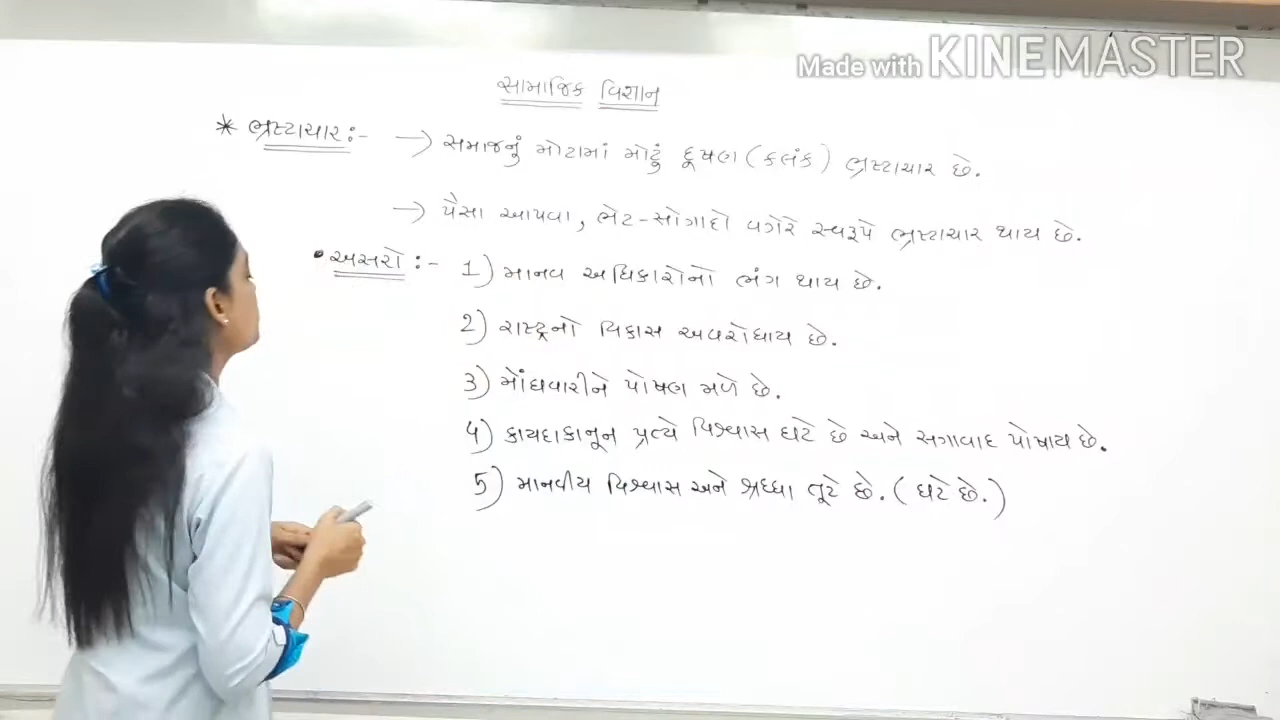 Made with KINEMASTER
સામાજિક વિજ્ઞાન
* ભ્રષ્ટાચાર :- → સમાજનું મોટામાં મોટું દૂષણ (કલંક) ભ્રષ્ટાચાર છે.
→ પૈસા આપવા, ભેટ-સોગાદો વગેરે સ્વરૂપે ભ્રષ્ટાચાર થાય છે.
• અસરો :- 1) માનવ અધિકારોનો ભંગ થાય છે.
2) રાષ્ટ્રનો વિકાસ અવરોધાય છે.
3) મોંઘવારીને પોષણ મળે છે.
4) કાયદાકાનૂન પ્રત્યે વિશ્વાસ ઘટે છે અને સગાવાદ પોષાય છે.
5) માનવીય વિશ્વાસ અને શ્રધ્ધા તૂટે છે. (ઘટે છે.)